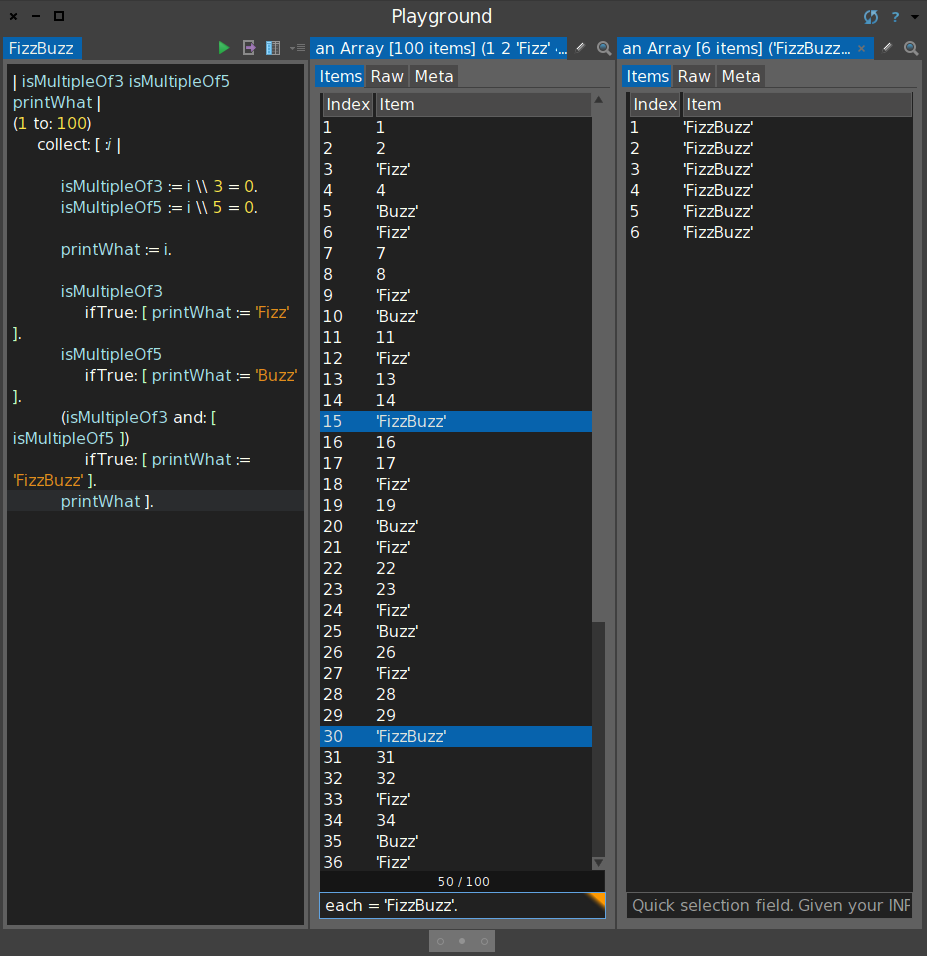 Playground
?
FizzBuzz
| isMultipleOf3 isMultipleOf5
printWhat |
(1 to: 100)
collect: [ :i |
isMultipleOf3 := i \\ 3 = 0.
isMultipleOf5 := i \\ 5 = 0.
printWhat := i.
isMultipleOf3
ifTrue: [ printWhat := 'Fizz'
].
isMultipleOf5
ifTrue: [ printWhat := 'Buzz'
].
(isMultipleOf3 and: [
isMultipleOf5 ])
ifTrue: [ printWhat :=
'FizzBuzz' ].
printWhat ].
an Array [100 items] (1 2 'Fizz' ...
Items Raw Meta
Index Item
1 1
2 2
3 'Fizz'
4 4
5 'Buzz'
6 'Fizz'
7 7
8 8
9 'Fizz'
10 'Buzz'
11 11
12 'Fizz'
13 13
14 14
15 'FizzBuzz'
16 16
17 17
18 'Fizz'
19 19
20 'Buzz'
21 'Fizz'
22 22
23 23
24 'Fizz'
25 'Buzz'
26 26
27 'Fizz'
28 28
29 29
30 'FizzBuzz'
31 31
32 32
33 'Fizz'
34 34
35 'Buzz'
36 'Fizz'
50 / 100
each = 'FizzBuzz'.
an Array [6 items] ('FizzBuzz...
Items Raw Meta
Index Item
1 'FizzBuzz'
2 'FizzBuzz'
3 'FizzBuzz'
4 'FizzBuzz'
5 'FizzBuzz'
6 'FizzBuzz'
Quick selection field. Given your INP